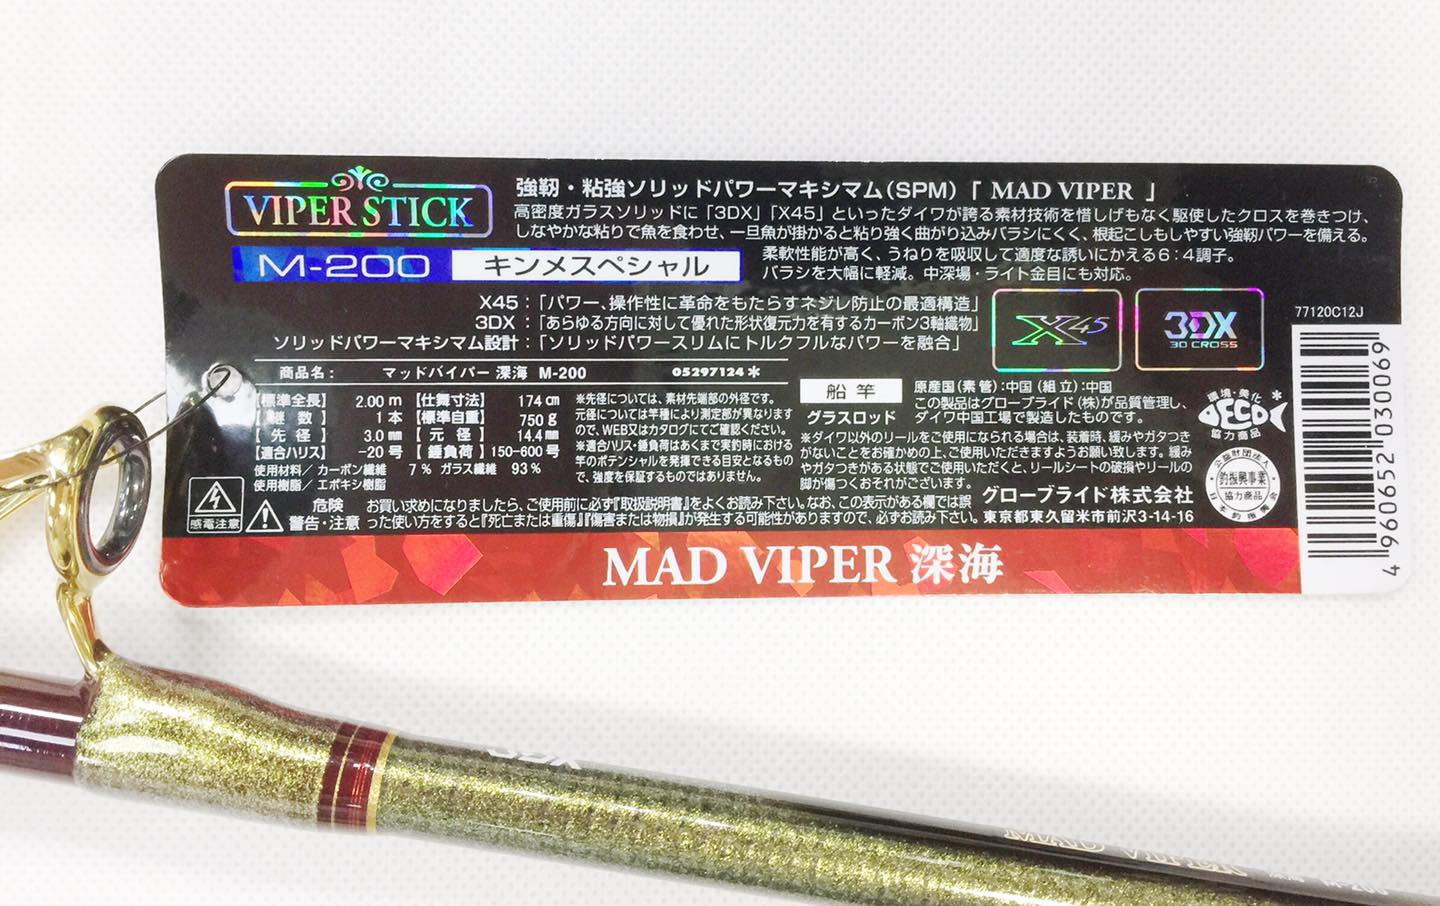 VIPER STICK
強靭・粘強ソリッドパワーマキシマム(SPM)「 MAD VIPER 」
高密度ガラスソリッドに「3DX」「X45」といったダイワが誇る素材技術を惜しげもなく駆使したクロスを巻きつけ、
しなやかな粘りで魚を食わせ、一旦魚が掛かると粘り強く曲がり込みバラシにくく、根起こしもしやすい強靭パワーを備える。
M-200 キンメスペシャル
柔軟性能が高く、うねりを吸収して適度な誘いにかえる6:4調子。
バラシを大幅に軽減。中深場・ライト金目にも対応。
X45:「パワー、操作性に革命をもたらすネジレ防止の最適構造」
3DX:「あらゆる方向に対して優れた形状復元力を有するカーボン3軸織物」
ソリッドパワーマキシマム設計:「ソリッドパワースリムにトルクフルなパワーを融合」
X45
3DX
3D CROSS
77120C12J
商品名: マッドバイパー 深海 M-200 05297124*
【標準全長】 2.00 m 【仕舞寸法】 174 cm
【継 数】 1 本 【標準自重】 750 g
【先 径】 3.0 mm 【元 径】 14.4 mm
【適合ハリス】 -20 号 【錘負荷】 150-600 号
使用材料/ カーボン繊維 7 % ガラス繊維 93 %
使用樹脂/ エポキシ樹脂
※先径については、素材先端部の外径です。
元径については竿種により測定部が異なります
ので、WEB又はカタログにてご確認ください。
※適合ハリス・錘負荷はあくまで実釣時における
竿のポテンシャルを発揮できる目安となるもの
で、強度を保証するものではありません。
船 竿
グラスロッド
原産国(素管):中国(組立):中国
この製品はグローブライド(株)が品質管理し、
ダイワ中国工場で製造したものです。
※ダイワ以外のリールをご使用になられる場合は、装着時、緩みやガタつき
がないことをお確かめの上、ご使用いただきますようお願い致します。緩み
やガタつきがある状態でご使用いただくと、リールシートの破損やリールの
脚が傷つくおそれがございます。
グローブライド株式会社
東京都東久留米市前沢3-14-16
感電注意
危険
警告・注意
お買い求めになりましたら、ご使用前に必ず『取扱説明書』をよくお読み下さい。なお、この表示がある欄では誤
った使い方をすると『死亡または重傷』『傷害または物損』が発生する可能性がありますので、必ずお読み下さい。
環境・美化
ECO
協力商品
公益財団法人
釣振興事業
協力商品
日本釣振興会
4 960652 030069
MAD VIPER 深海
3DX
MAD VIPER